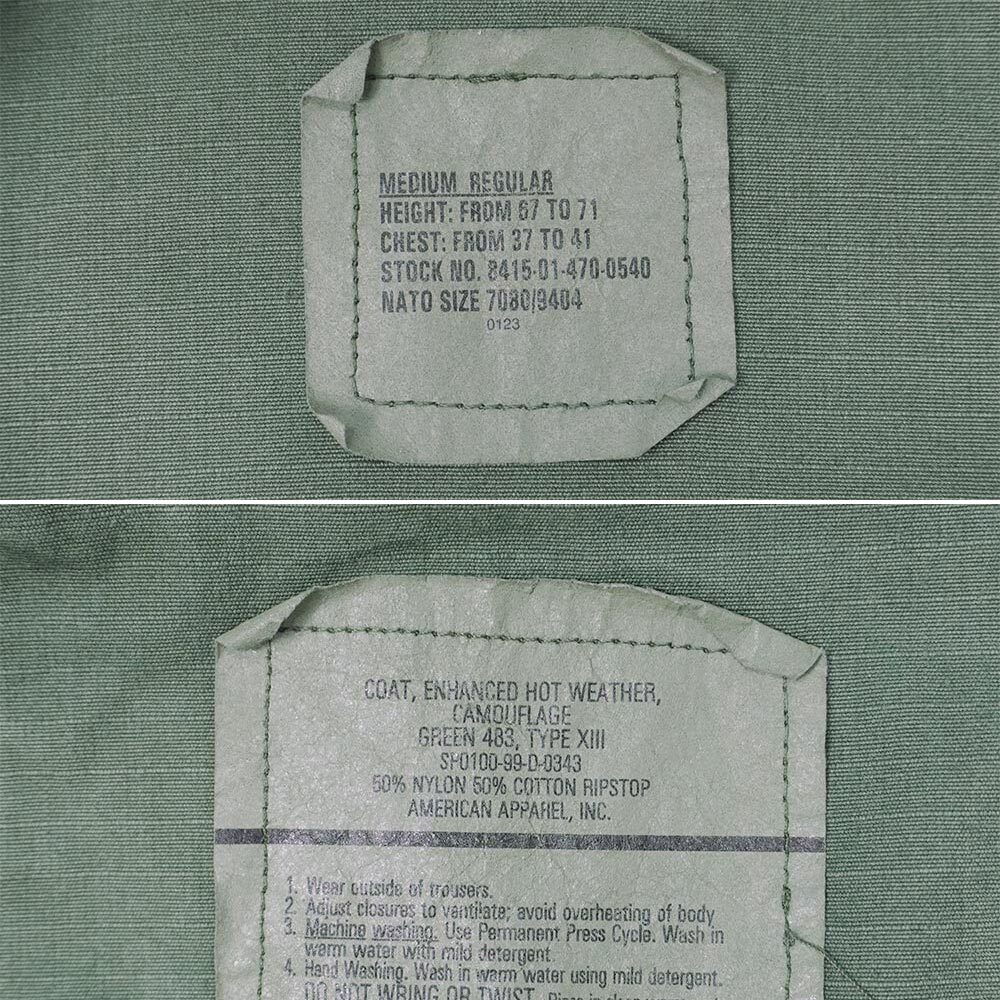 MEDIUM REGULAR
HEIGHT: FROM 67 TO 71
CHEST: FROM 37 TO 41
STOCK NO. 8415-01-470-0540
NATO SIZE 7080/9404
0123
COAT, ENHANCED HOT WEATHER,
CAMOUFLAGE
GREEN 483, TYPE XIII
SP0100-99-D-0343
50% NYLON 50% COTTON RIPSTOP
AMERICAN APPAREL, INC.
1. Wear outside of trousers.
2. Adjust closures to ventilate; avoid overheating of body
3. Machine washing. Use Permanent Press Cycle. Wash in
warm water with mild detergent.
4. Hand Washing. Wash in warm water using mild detergent.
DO NOT WRING OR TWIST.